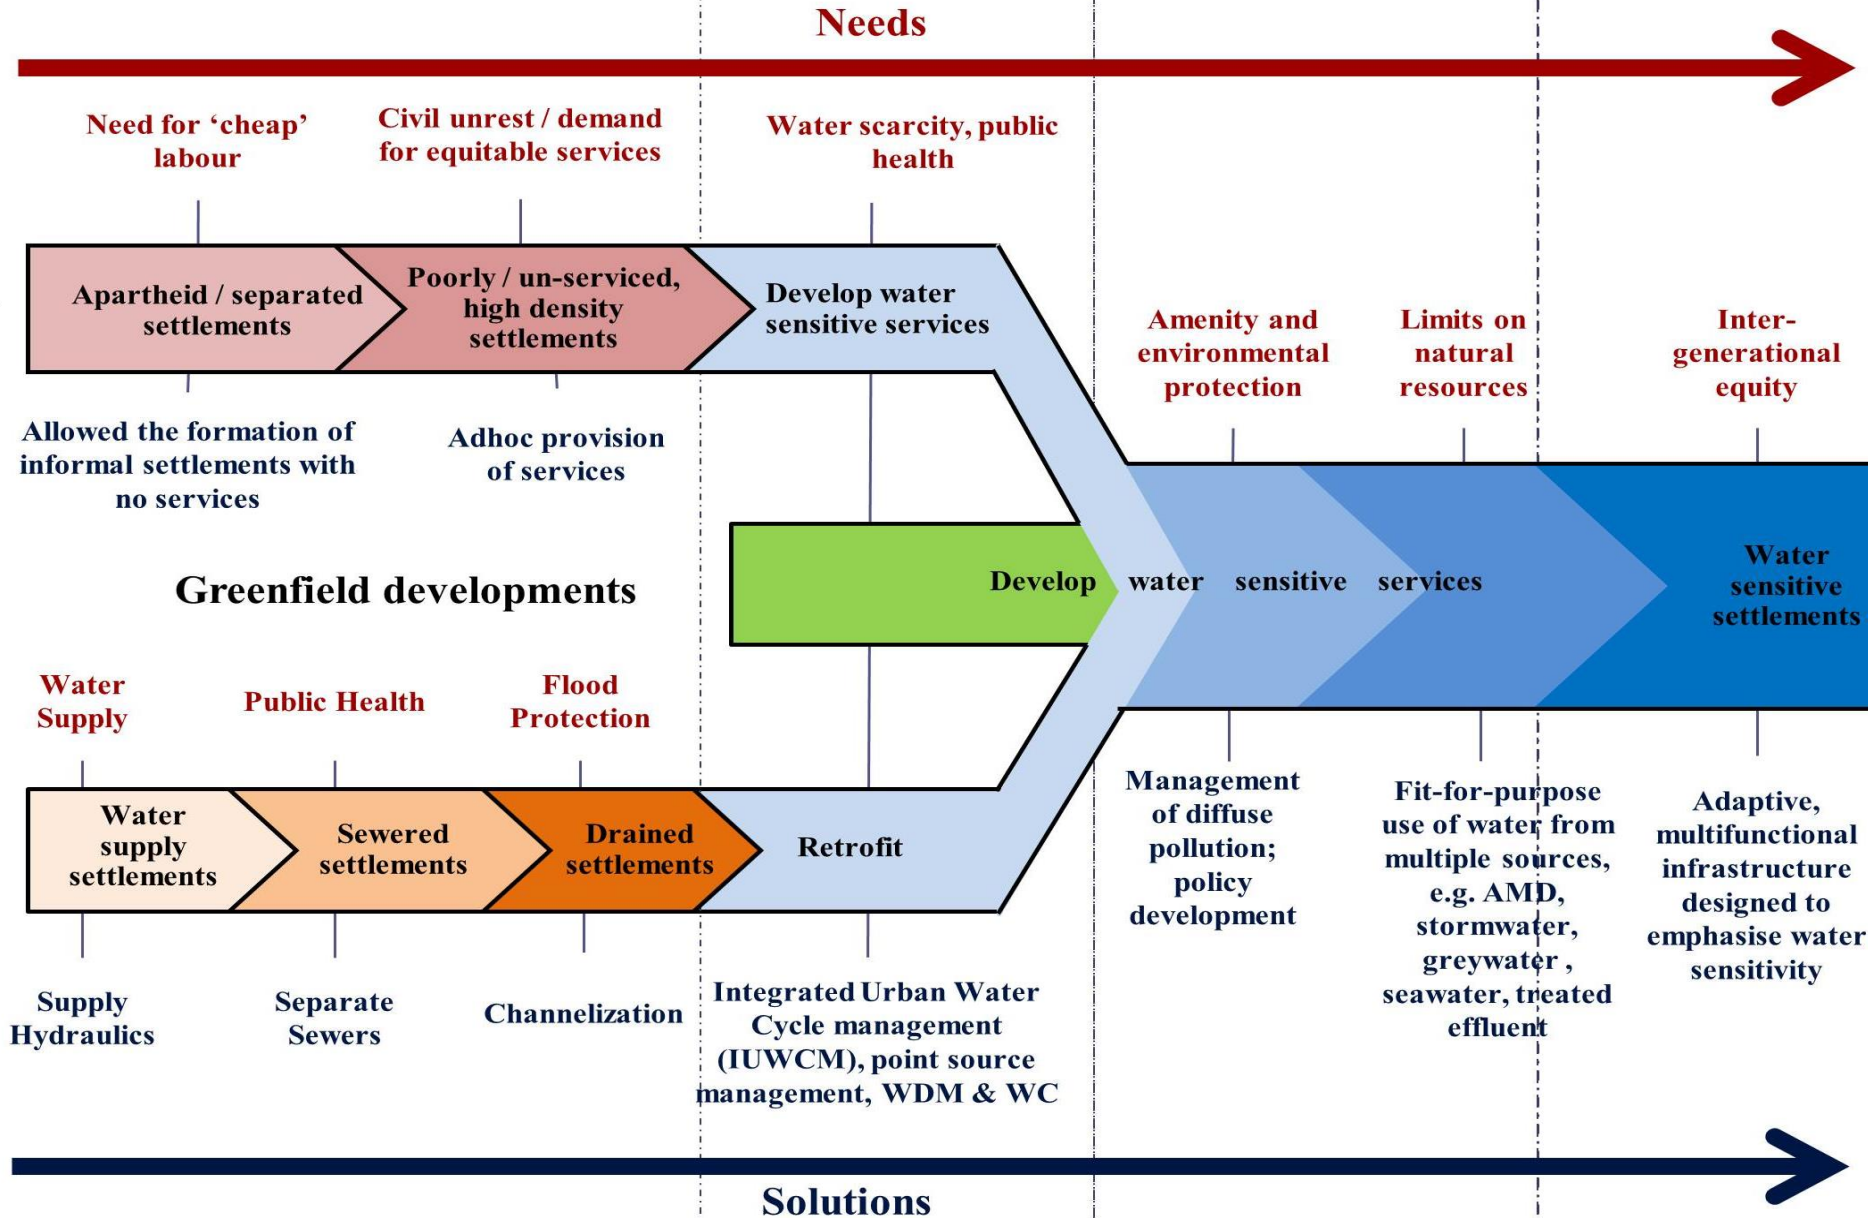 Needs
Need for ‘cheap’
labour
Civil unrest / demand
for equitable services
Water scarcity, public
health
Apartheid / separated
settlements
Poorly / un-serviced,
high density
settlements
Develop water
sensitive services
Allowed the formation of
informal settlements with
no services
Adhoc provision
of services
Amenity and
environmental
protection
Limits on
natural
resources
Inter-
generational
equity
Greenfield developments
Develop water sensitive services
Water
sensitive
settlements
Water
Supply
Public Health
Flood
Protection
Water
supply
settlements
Sewered
settlements
Drained
settlements
Retrofit
Supply
Hydraulics
Separate
Sewers
Channelization
Integrated Urban Water
Cycle management
(IUWCM), point source
management, WDM & WC
Management
of diffuse
pollution;
policy
development
Fit-for-purpose
use of water from
multiple sources,
e.g. AMD,
stormwater,
greywater ,
seawater, treated
effluent
Adaptive,
multifunctional
infrastructure
designed to
emphasise water
sensitivity
Solutions